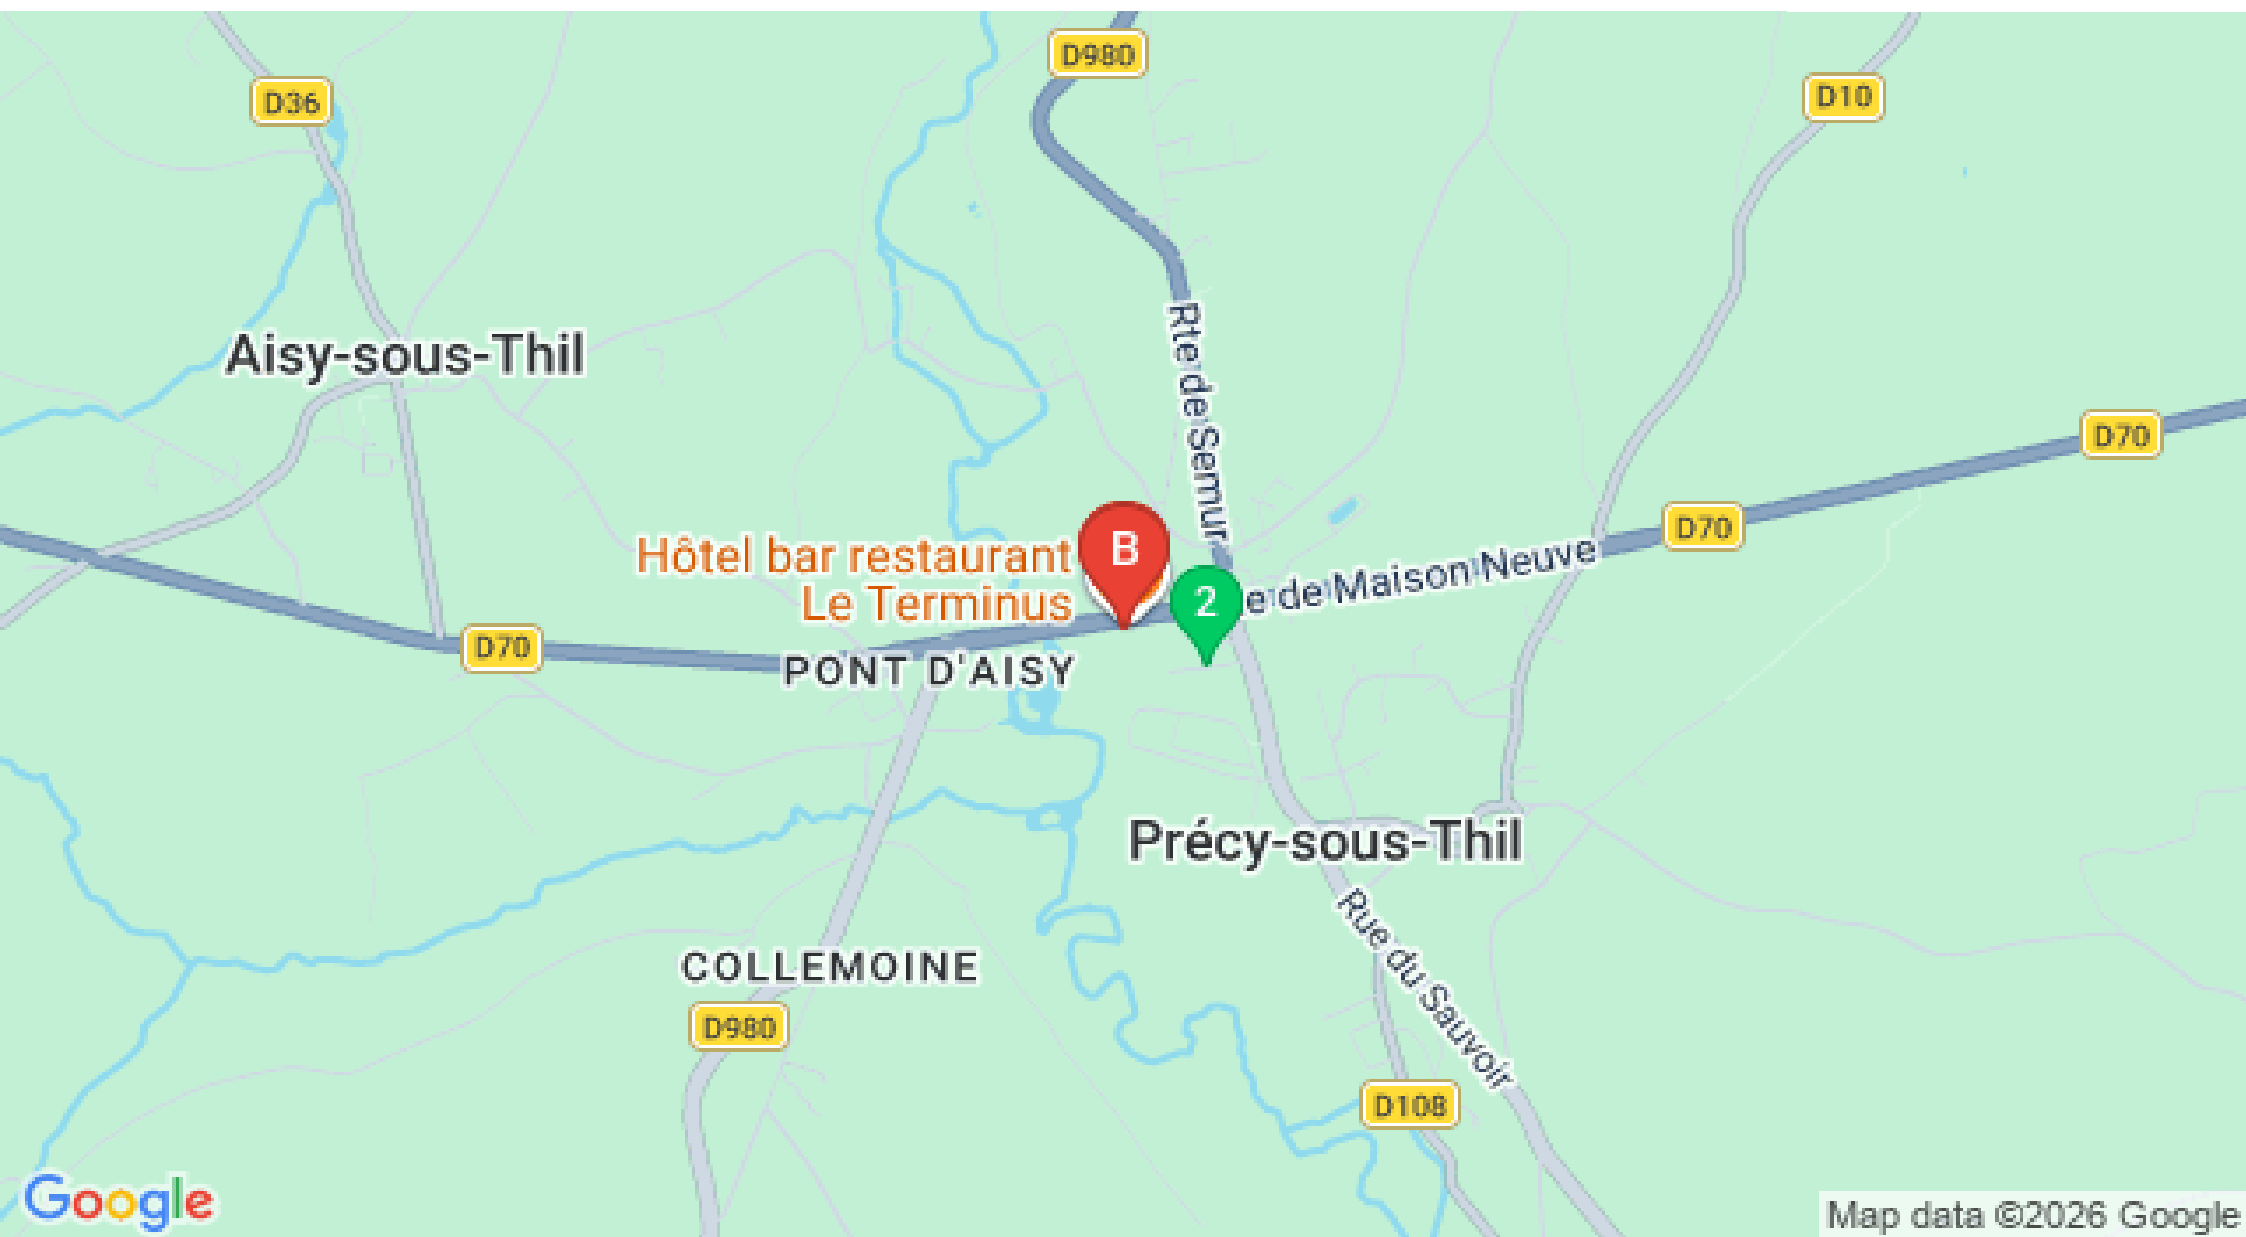 D980
D36
D10
Aisy-sous-Thil
Rte de Semur
D70
D70
Hôtel bar restaurant
Le Terminus
B
2
e de Maison Neuve
D70
PONT D'AISY
Précy-sous-Thil
Rue du Sauvoir
COLLEMOINE
D980
D108
Google
Map data ©2026 Google